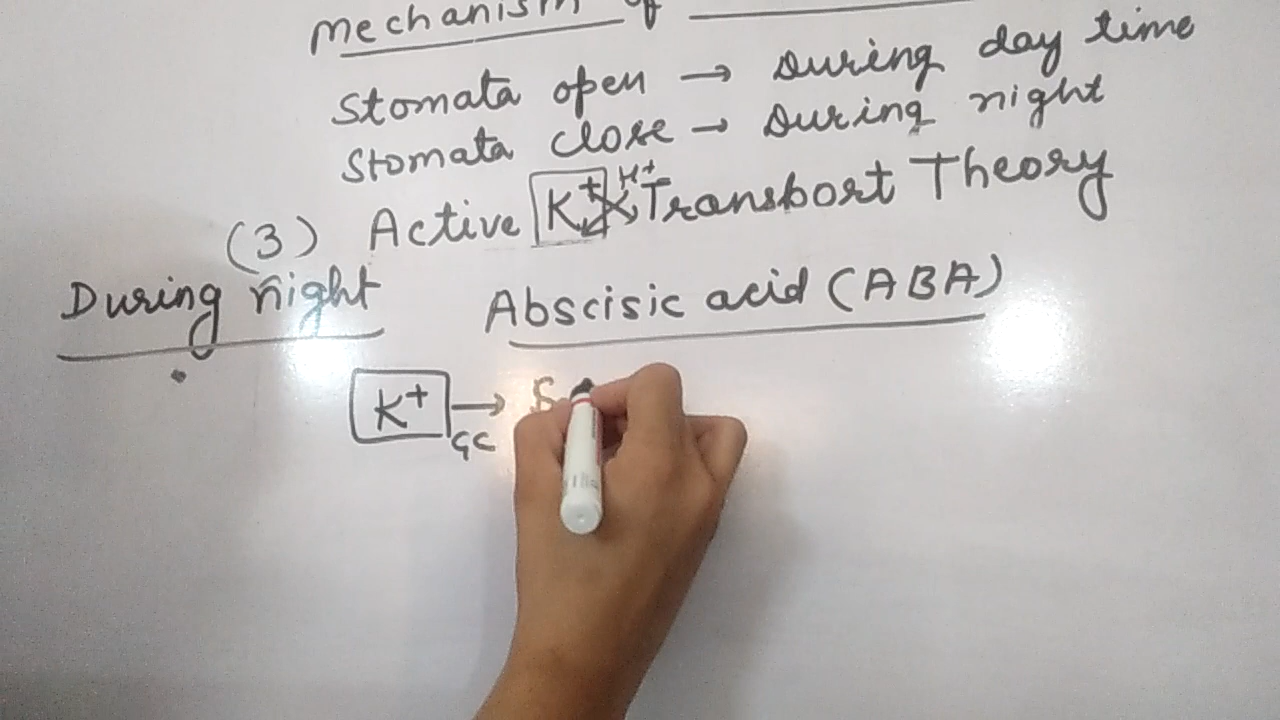 Mechanism of
Stomata open → During day time
Stomata close → During night
(3) Active K+ H+ Transport Theory
During night
Abscisic acid (ABA)
K+ →
GC